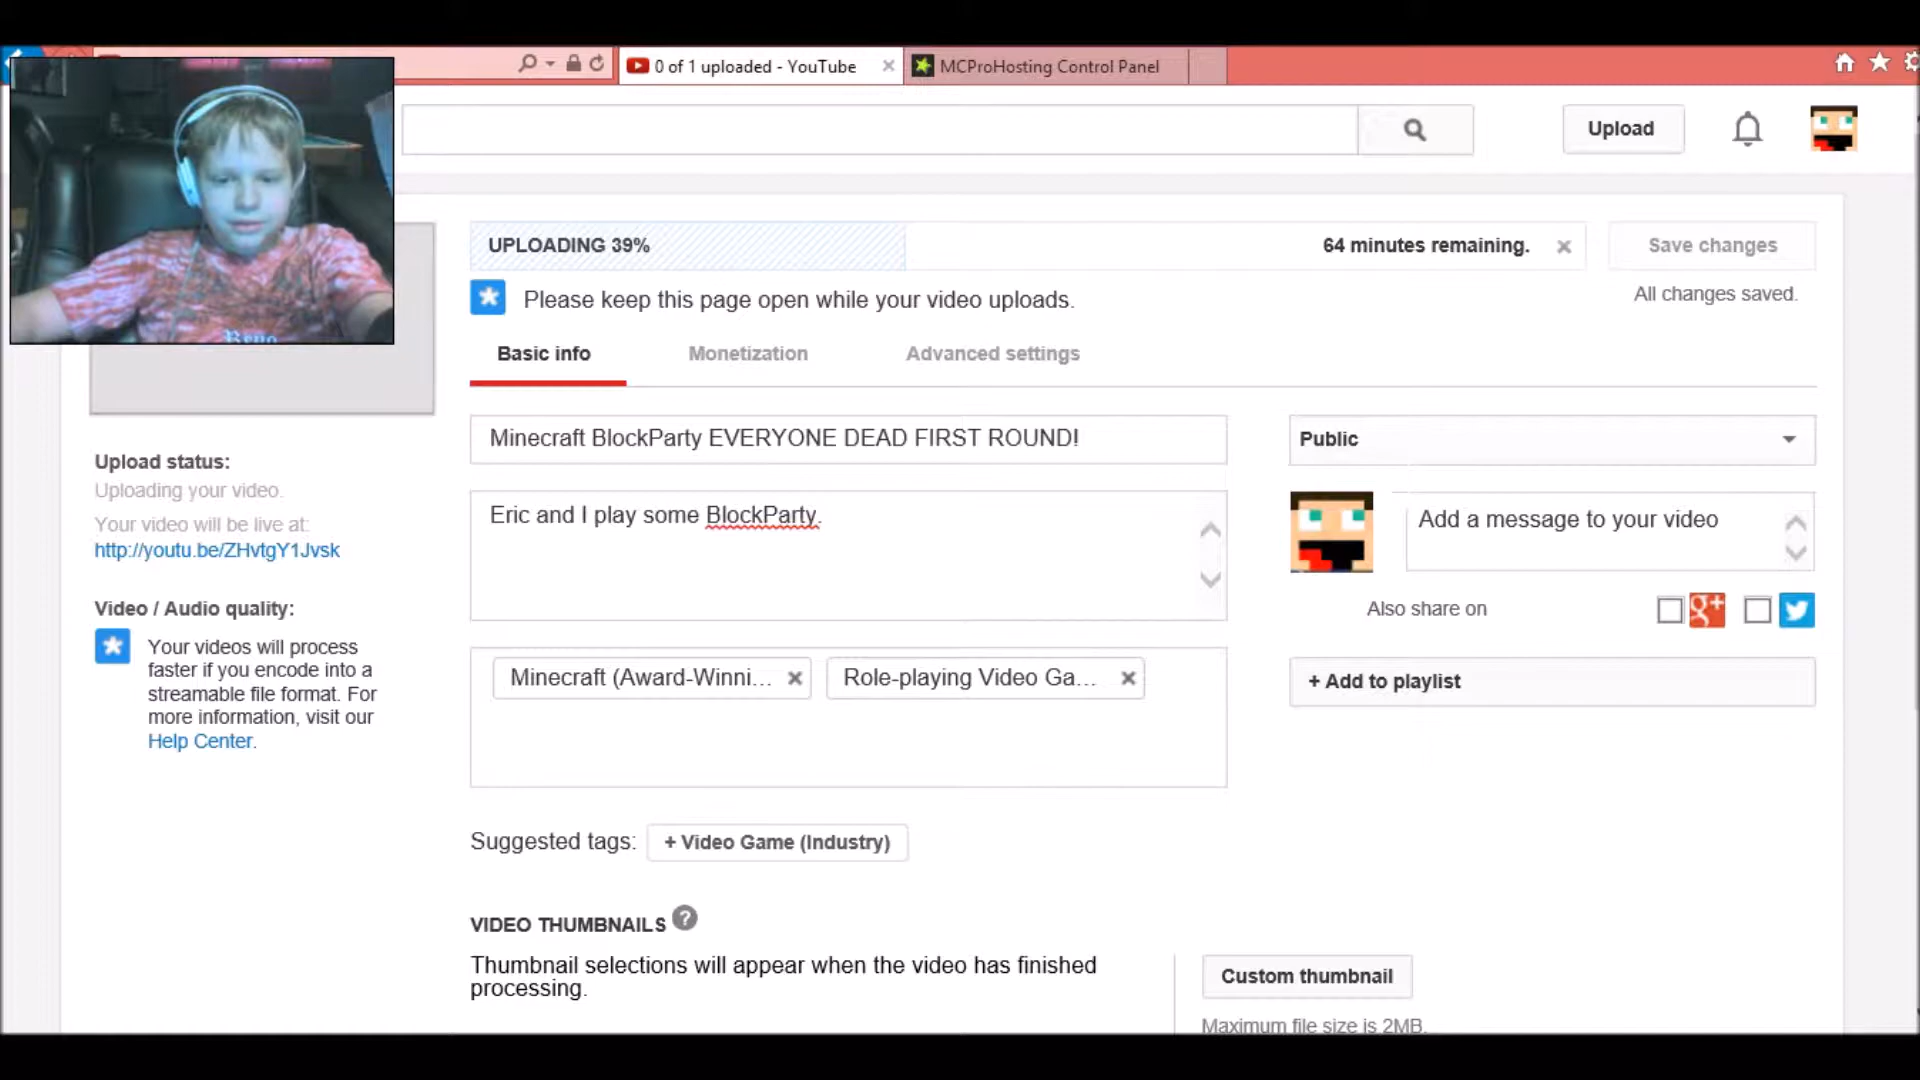 0 of 1 uploaded - YouTube
MCProHosting Control Panel
Upload
UPLOADING 39%
64 minutes remaining.
Save changes
Please keep this page open while your video uploads.
All changes saved.
Basic info
Monetization
Advanced settings
Minecraft BlockParty EVERYONE DEAD FIRST ROUND!
Public
Upload status:
Uploading your video.
Your video will be live at:
http://youtu.be/ZHvtgY1Jvsk
Eric and I play some BlockParty.
Add a message to your video
Also share on
g+
Video / Audio quality:
Your videos will process
faster if you encode into a
streamable file format. For
more information, visit our
Help Center.
Minecraft (Award-Winni...
Role-playing Video Ga...
+ Add to playlist
Suggested tags:
+ Video Game (Industry)
VIDEO THUMBNAILS ?
Thumbnail selections will appear when the video has finished
processing.
Custom thumbnail
Maximum file size is 2MB.